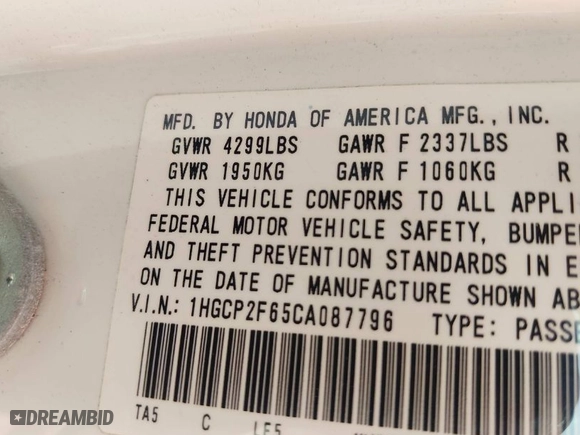 MFD. BY HONDA OF AMERICA MFG., INC.
GVWR 4299LBS GAWR F 2337LBS R
GVWR 1950KG GAWR F 1060KG R
THIS VEHICLE CONFORMS TO ALL APPLI
FEDERAL MOTOR VEHICLE SAFETY, BUMPE
AND THEFT PREVENTION STANDARDS IN E
ON THE DATE OF MANUFACTURE SHOWN AB
V.I.N.: 1HGCP2F65CA087796 TYPE: PASSE
TA5 C LF5
DREAMBID